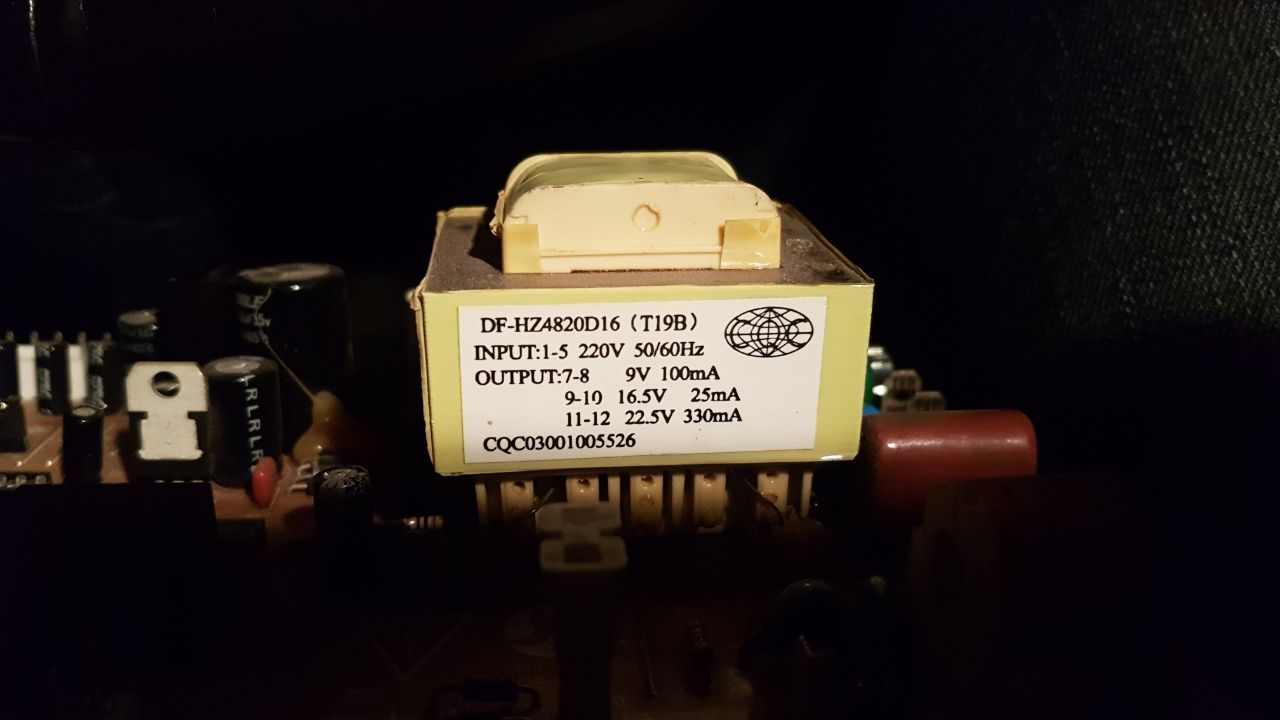 DF-HZ4820D16 (T19B)
INPUT:1-5 220V 50/60Hz
OUTPUT:7-8 9V 100mA
9-10 16.5V 25mA
11-12 22.5V 330mA
CQC03001005526